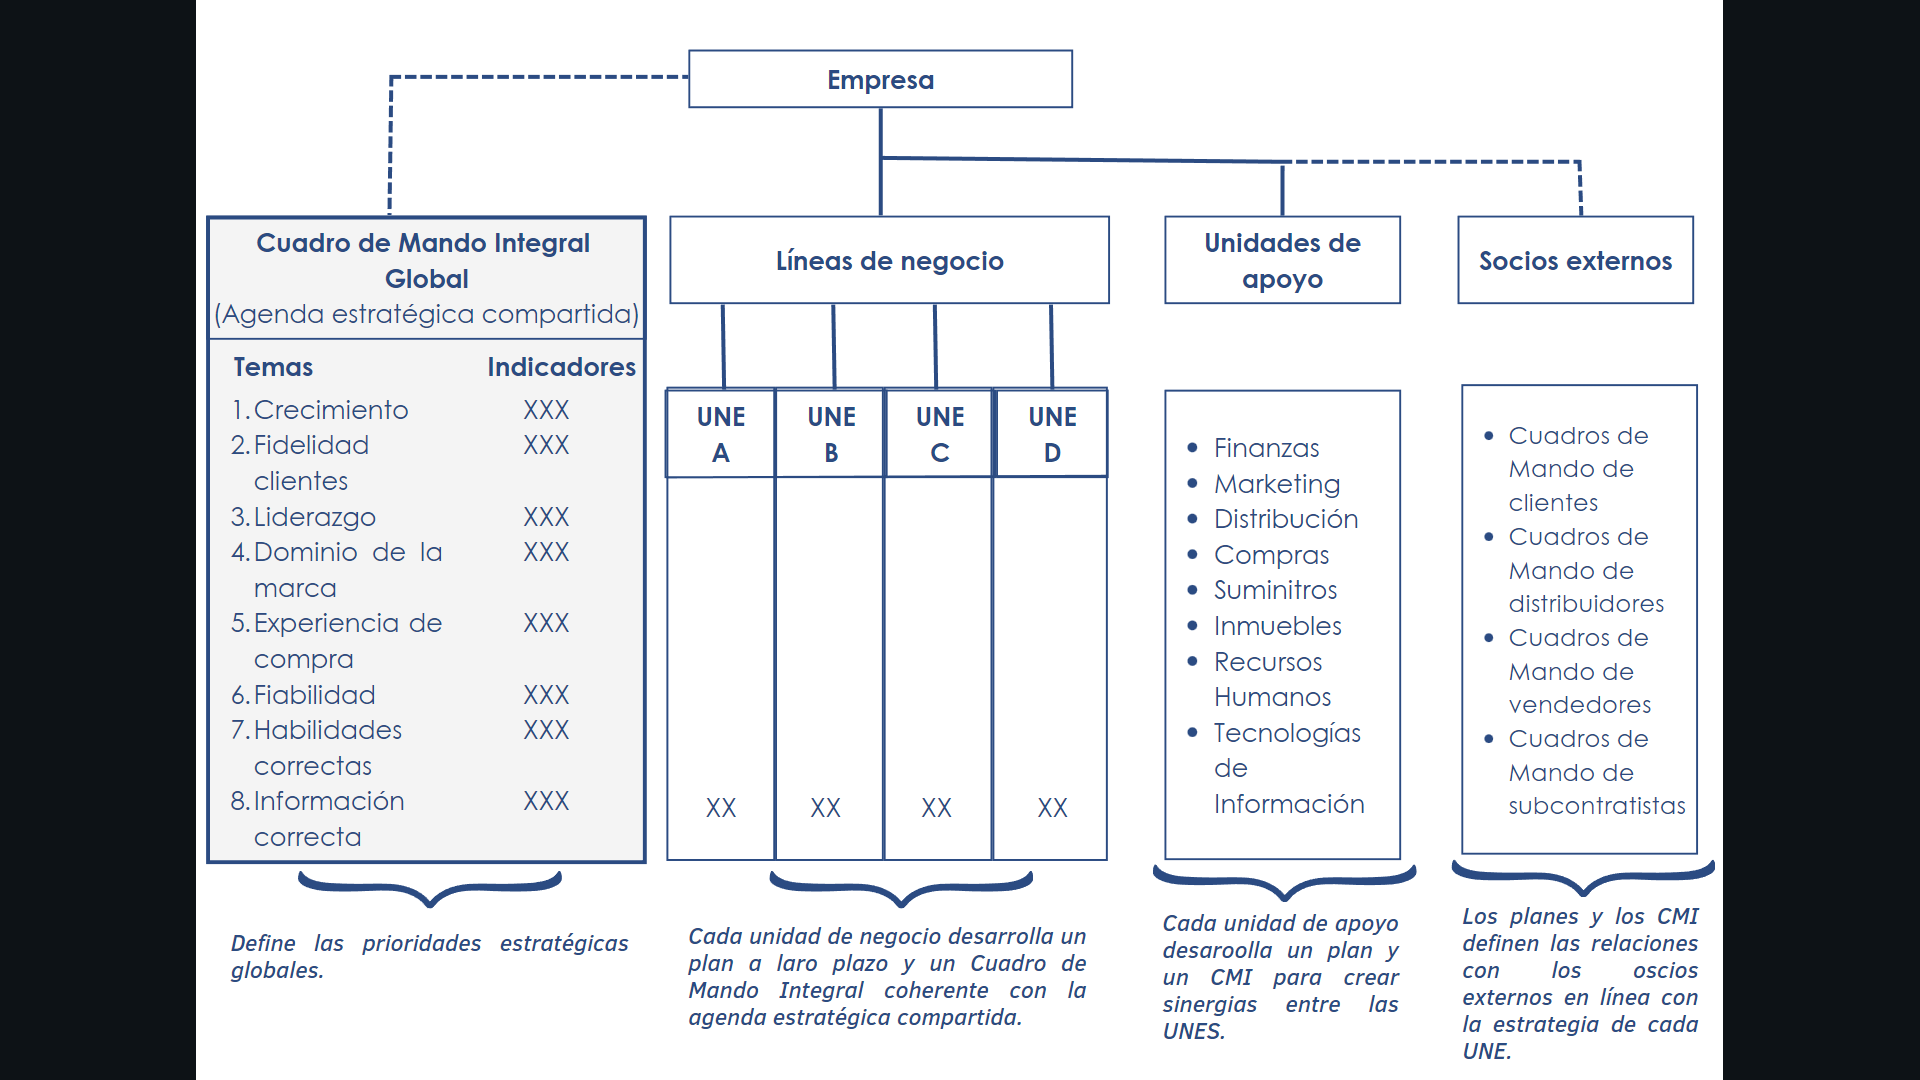 Empresa
Cuadro de Mando Integral
Global
(Agenda estratégica compartida)
Temas Indicadores
1. Crecimiento XXX
2. Fidelidad XXX
clientes
3. Liderazgo XXX
4. Dominio de la XXX
marca
5. Experiencia de XXX
compra
6. Fiabilidad XXX
7. Habilidades XXX
correctas
8. Información XXX
correcta
Define las prioridades estratégicas
globales.
Líneas de negocio
UNE
A
UNE
B
UNE
C
UNE
D
XX XX XX XX
Cada unidad de negocio desarrolla un
plan a laro plazo y un Cuadro de
Mando Integral coherente con la
agenda estratégica compartida.
Unidades de
apoyo
• Finanzas
• Marketing
• Distribución
• Compras
• Suminitros
• Inmuebles
• Recursos
Humanos
• Tecnologías
de
Información
Cada unidad de apoyo
desaroolla un plan y
un CMI para crear
sinergias entre las
UNES.
Socios externos
• Cuadros de
Mando de
clientes
• Cuadros de
Mando de
distribuidores
• Cuadros de
Mando de
vendedores
• Cuadros de
Mando de
subcontratistas
Los planes y los CMI
definen las relaciones
con los oscios
externos en línea con
la estrategia de cada
UNE.